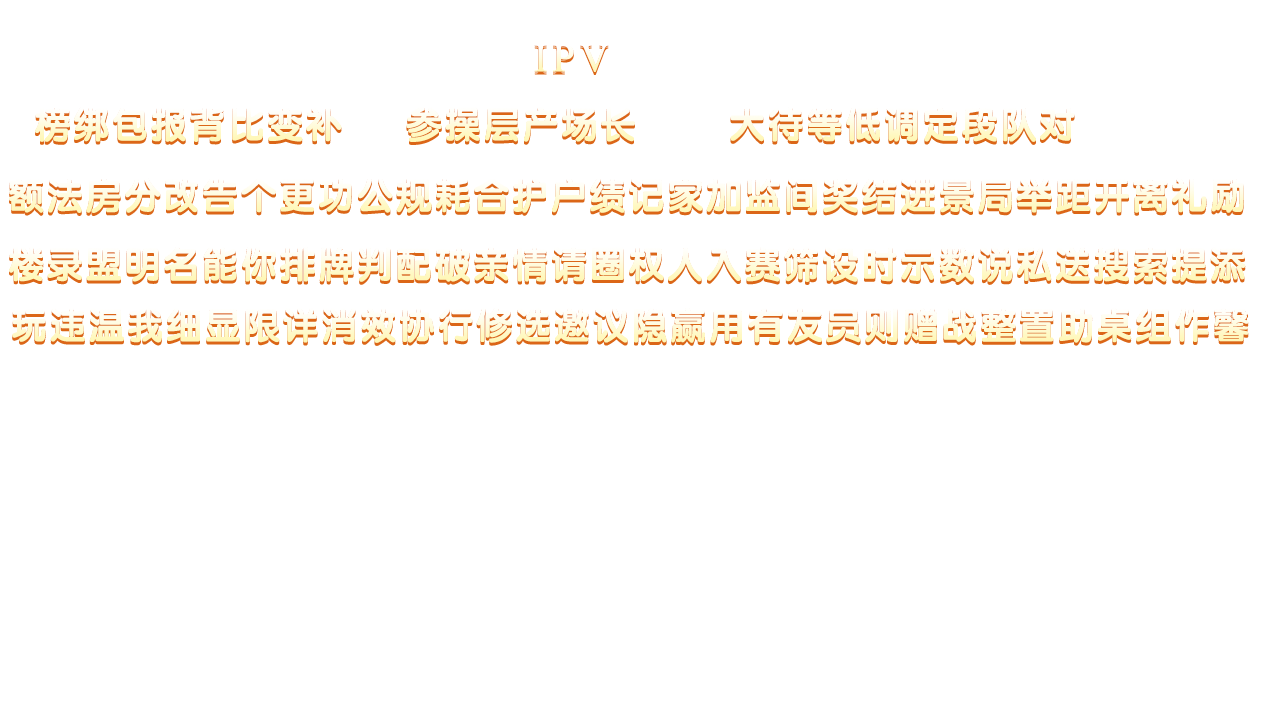 IPV
榜绑包报背比变补 参操层产场长 大待等低调定段队对
额法房分改告个更功公规耗合护户绩记家加监间奖结进景局举距开离礼励
楼录盟明名能你排牌判配破亲情请圈权人入赛筛设时示数说私送搜索提添
玩违温我细显限详消效协行修选邀议隐赢用有友员则赠战整置助桌组作馨